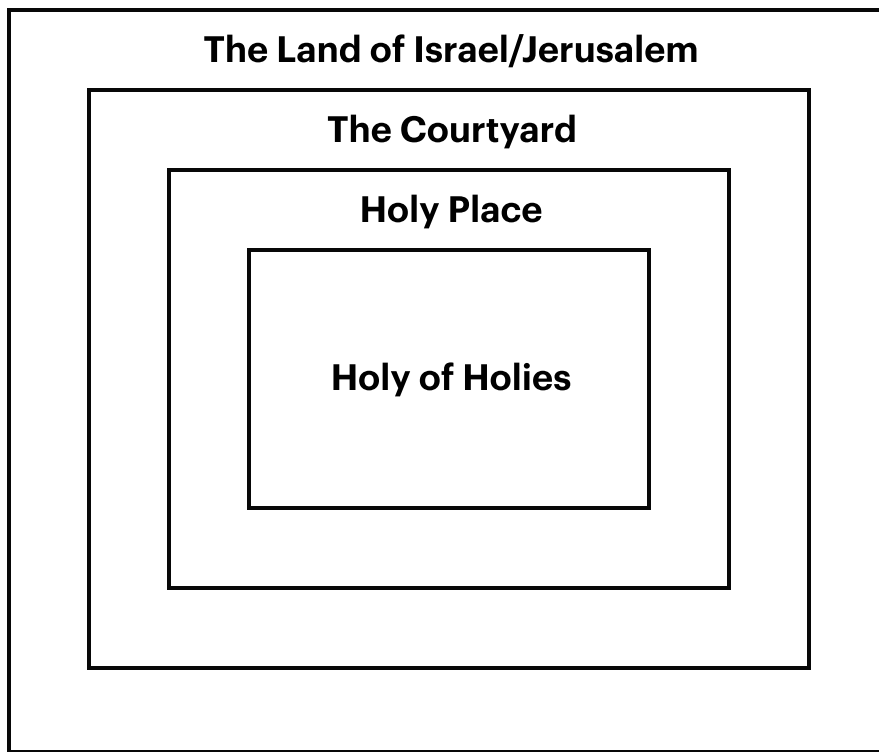 The Land of Israel/Jerusalem
The Courtyard
Holy Place
Holy of Holies